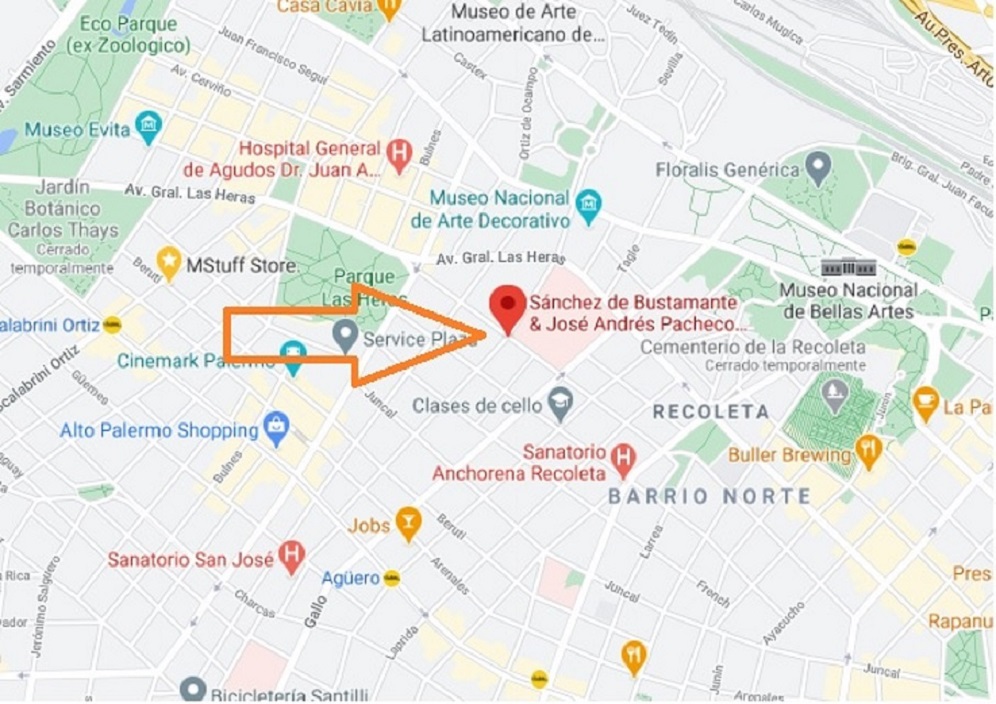 Casa Cavia
Museo de Arte
Latinoamericano de...
Eco Parque
(ex Zoologico)
Juan Francisco Seguí
Juez Tedín
Carlos Mugica
Av. Sarmiento
Castex
Sevilla
Au.Pres. Arto
Av. Cerviño
Ortiz de Ocampo
Museo Evita
Bulnes
Hospital General
de Agudos Dr. Juan A...
Floralis Genérica
Brig. Gral. Juan Facu
Padre
Jardín
Botánico
Carlos Thays
Cerrado
temporalmente
Av. Gral. Las Heras
Museo Nacional
de Arte Decorativo
Av. Gral. Las Heras
Tagle
Beruti
MStuff Store
Parque
Las Heras
Museo Nacional
de Bellas Artes
Sánchez de Bustamante
& José Andrés Pacheco...
alabrini Ortiz
Service Plaza
Cementerio de la Recoleta
Cerrado temporalmente
Cinemark Palermo
Scalabrini Ortiz
Güemes
Juncal
Clases de cello
RECOLETA
Junín
La Pa
Alto Palermo Shopping
Bulnes
Sanatorio
Anchorena Recoleta
Buller Brewing
BARRIO NORTE
Jobs
Beruti
Larrea
Sanatorio San José
Agüero
Arenales
Rica
Jerónimo Salguero
Charcas
Gallo
Juncal
French
Ayacucho
Pres
Rapanu
Laprida
Junín
Arenales
Bicicletería Santilli